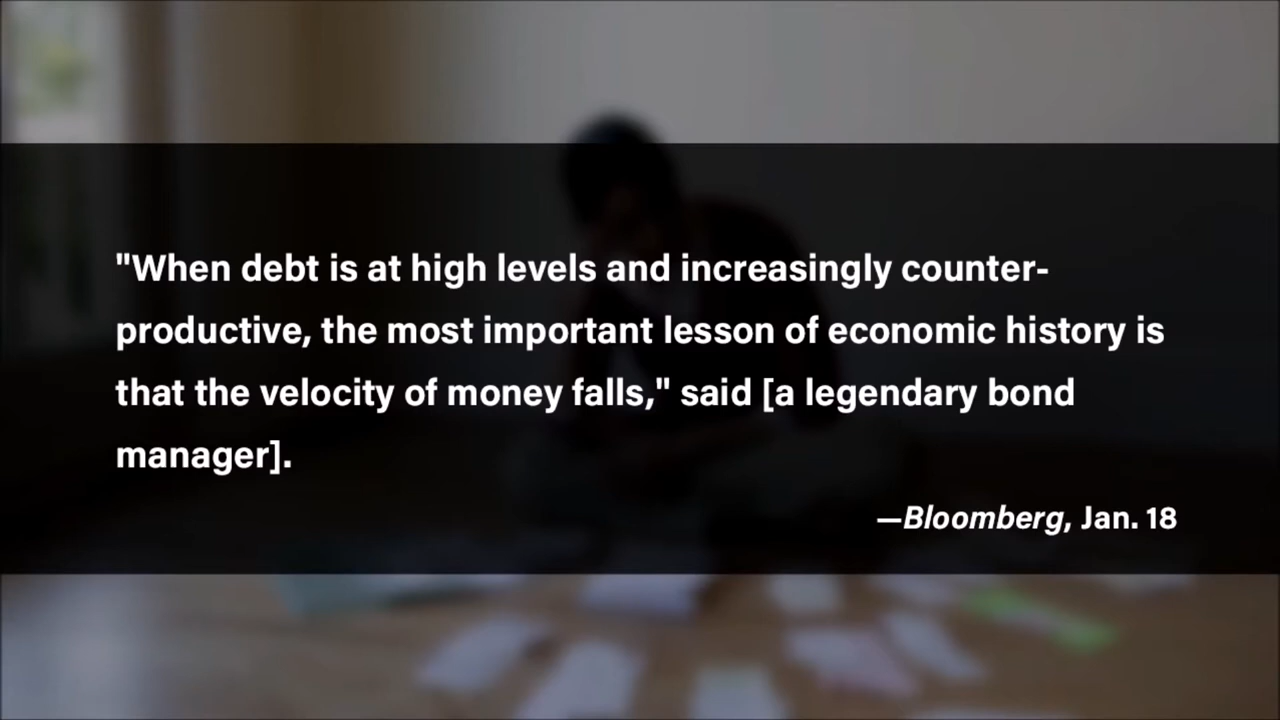 "When debt is at high levels and increasingly counter-
productive, the most important lesson of economic history is
that the velocity of money falls," said [a legendary bond
manager].
—Bloomberg, Jan. 18